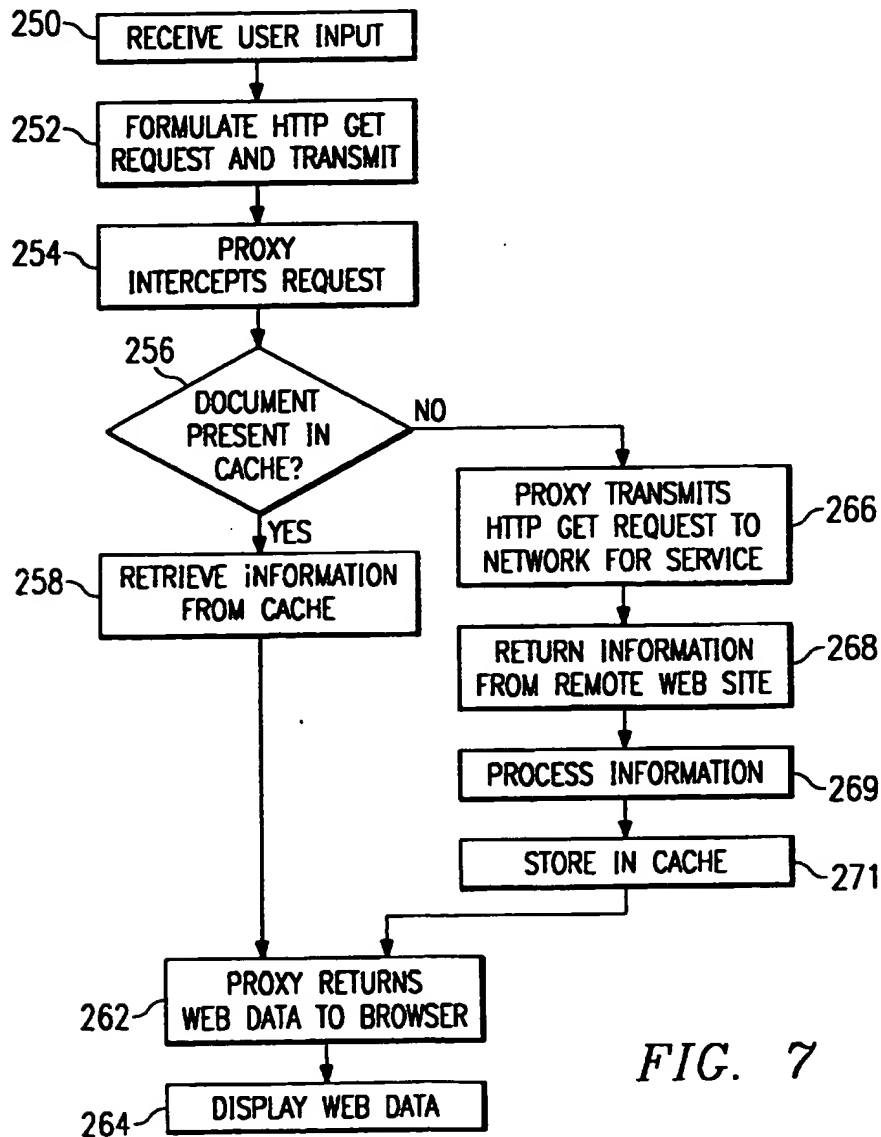 250
RECEIVE USER INPUT
252
FORMULATE HTTP GET
REQUEST AND TRANSMIT
254
PROXY
INTERCEPTS REQUEST
256
DOCUMENT
PRESENT IN
CACHE?
NO
YES
258
RETRIEVE iNFORMATION
FROM CACHE
PROXY TRANSMITS
HTTP GET REQUEST TO
NETWORK FOR SERVICE
266
RETURN INFORMATION
FROM REMOTE WEB SITE
268
PROCESS INFORMATION
269
STORE IN CACHE
271
PROXY RETURNS
WEB DATA TO BROWSER
262
DISPLAY WEB DATA
264
FIG. 7